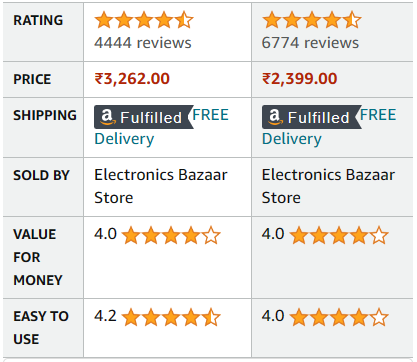 RATING
4444 reviews 6774 reviews
PRICE ₹3,262.00 ₹2,399.00
SHIPPING a Fulfilled FREE a Fulfilled FREE
Delivery Delivery
SOLD BY Electronics Bazaar Electronics Bazaar
Store Store
VALUE 4.0 4.0
FOR
MONEY
EASY TO 4.2 4.0
USE